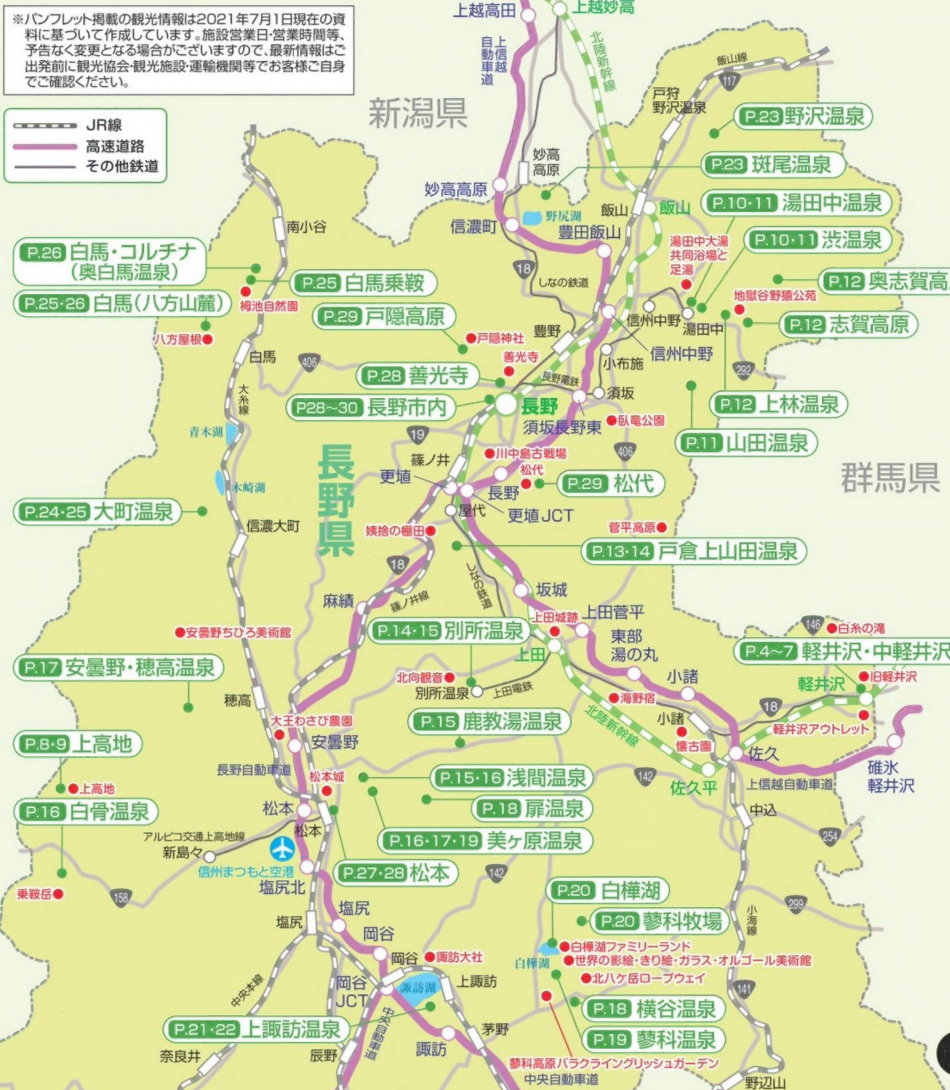 ※パンフレット掲載の観光情報は2021年7月1日現在の資
料に基づいて作成しています。施設営業日・営業時間等、
予告なく変更となる場合がございますので、最新情報はご
出発前に観光協会・観光施設・運輸機関等でお客様ご自身
でご確認ください。
JR線
高速道路
その他鉄道
上越高田
上越妙高
上信越
自動車道
北陸新幹線
飯山線
117
新潟県
戸狩
野沢温泉
P.23 野沢温泉
妙高
高原
P.23 斑尾温泉
妙高高原
飯山
飯山
P.10・11 湯田中温泉
南小谷
信濃町
野尻湖
豊田飯山
湯田中大湯
共同浴場と
足湯
P.10・11 渋温泉
P.26 白馬・コルチナ
(奥白馬温泉)
18
しなの鉄道
P.12 奥志賀高
P.25 白馬乗鞍
栂池自然園
P.25・26 白馬(八方山麓)
地獄谷野猿公苑
P.29 戸隠高原
信州中野
湯田中
P.12 志賀高原
八方屋根
戸隠神社
豊野
信州中野
白馬
406
善光寺
小布施
292
P.28 善光寺
長野電鉄
大糸線
P28~30 長野市内
長野
須坂
P.12 上林温泉
須坂長野東
臥竜公園
青木湖
19
406
P.11 山田温泉
長野県
篠ノ井
川中島古戦場
群馬県
木崎湖
更埴
長野
松代
P.29 松代
P.24・25 大町温泉
屋代
更埴JCT
信濃大町
姨捨の棚田
菅平高原
P.13・14 戸倉上山田温泉
18
しなの鉄道
麻績
篠ノ井線
坂城
146
安曇野ちひろ美術館
P.14・15 別所温泉
上田城跡
上田菅平
白糸の滝
上田
東部
湯の丸
P.4~7 軽井沢・中軽井沢
P.17 安曇野・穂高温泉
北向観音
別所温泉
上田電鉄
小諸
軽井沢
旧軽井沢
穂高
海野宿
18
大王わさび農園
P.15 鹿教湯温泉
北陸新幹線
小諸
軽井沢アウトレット
P.8・9 上高地
安曇野
懐古園
佐久
碓氷
軽井沢
長野自動車道
松本城
P.15・16 浅間温泉
142
佐久平
上信越自動車道
上高地
P.16 白骨温泉
松本
P.18 扉温泉
中込
アルピコ交通上高地線
松本
P.16・17・19 美ヶ原温泉
254
新島々
信州まつもと空港
P.27・28 松本
142
塩尻北
P.20 白樺湖
乗鞍岳
158
299
塩尻
塩尻
P.20 蓼科牧場
小海線
岡谷
白樺湖ファミリーランド
岡谷
諏訪大社
白樺湖
世界の影絵・きり絵・ガラス・オルゴール美術館
中央本線
岡谷
JCT
諏訪湖
上諏訪
北八ヶ岳ロープウェイ
141
P.18 横谷温泉
P.21・22 上諏訪温泉
中央自動車道
茅野
P.19 蓼科温泉
奈良井
辰野
諏訪
蓼科高原バラクライングリッシュガーデン
中央自動車道
野辺山